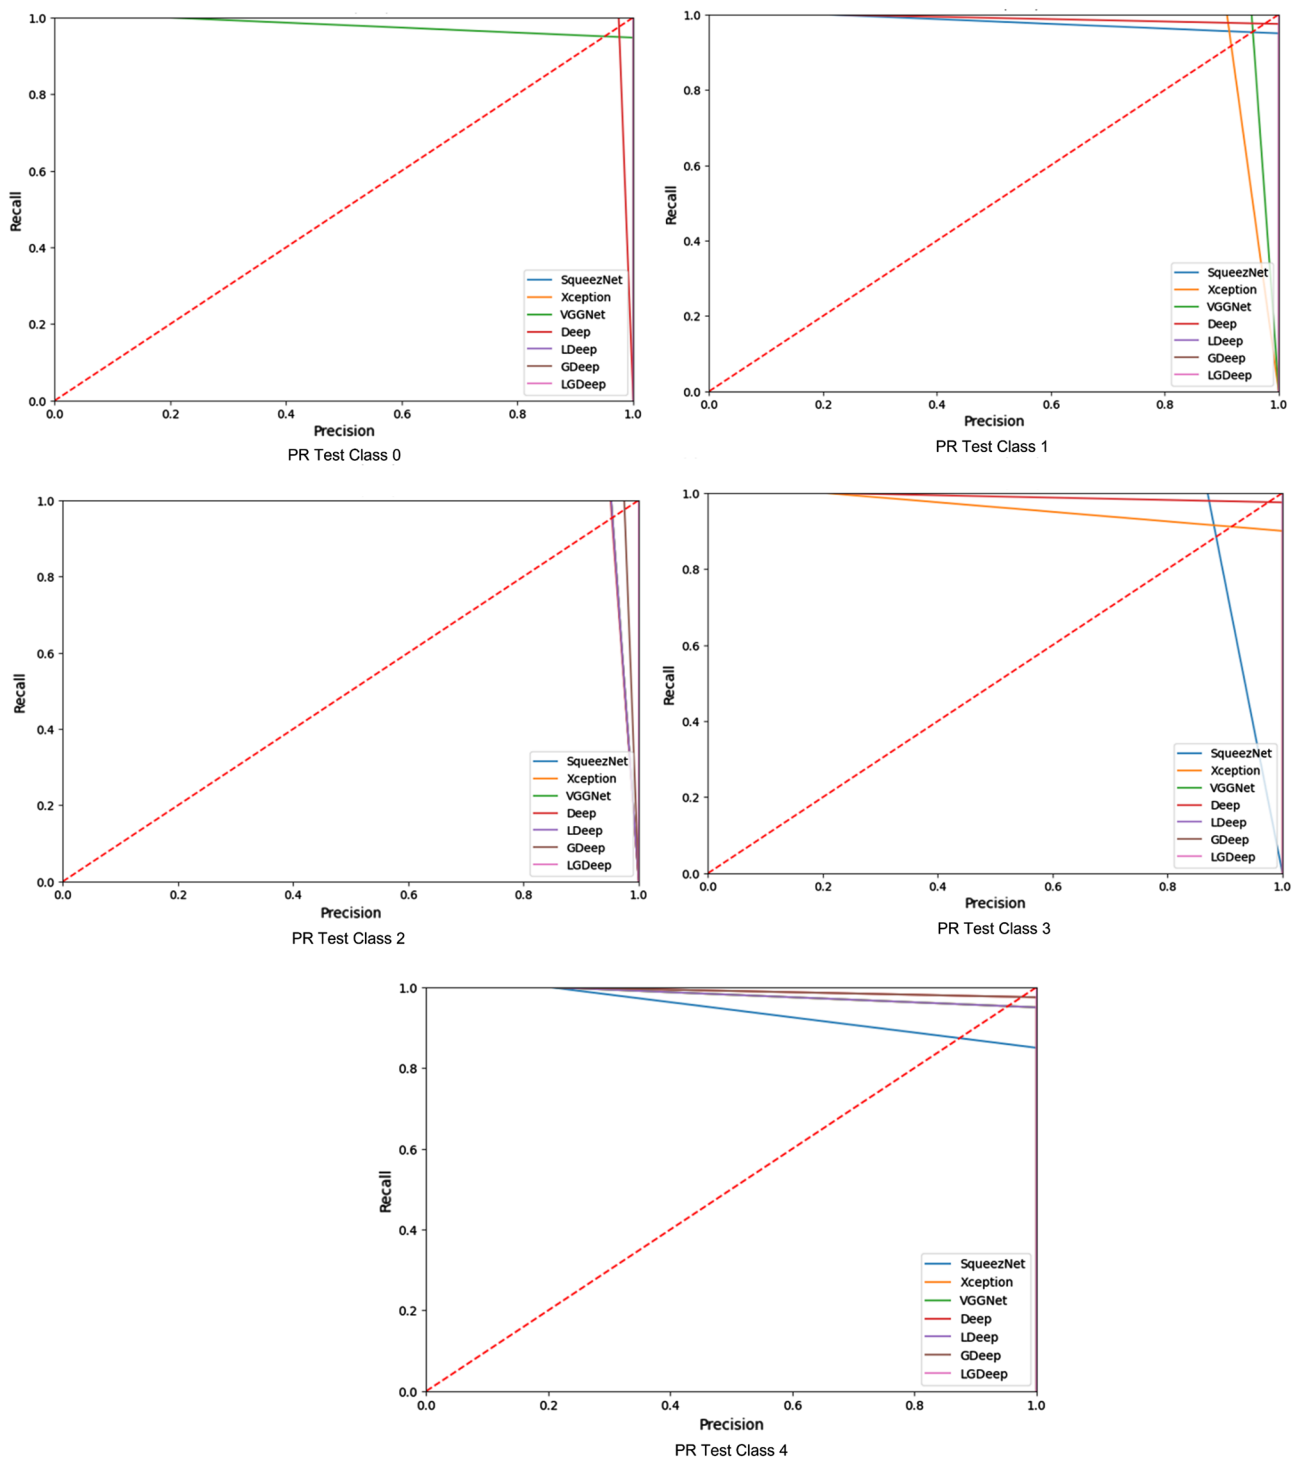 1.0
0.8
0.6
0.4
0.2
0.0
Recall
0.0 0.2 0.4 0.6 0.8 1.0
Precision
SqueezNet
Xception
VGGNet
Deep
LDeep
GDeep
LGDeep
PR Test Class 0
1.0
0.8
0.6
0.4
0.2
0.0
Recall
0.0 0.2 0.4 0.6 0.8 1.0
Precision
SqueezNet
Xception
VGGNet
Deep
LDeep
GDeep
LGDeep
PR Test Class 1
1.0
0.8
0.6
0.4
0.2
0.0
Recall
0.0 0.2 0.4 0.6 0.8 1.0
Precision
SqueezNet
Xception
VGGNet
Deep
LDeep
GDeep
LGDeep
PR Test Class 2
1.0
0.8
0.6
0.4
0.2
0.0
Recall
0.0 0.2 0.4 0.6 0.8 1.0
Precision
SqueezNet
Xception
VGGNet
Deep
LDeep
GDeep
LGDeep
PR Test Class 3
1.0
0.8
0.6
0.4
0.2
0.0
Recall
0.0 0.2 0.4 0.6 0.8 1.0
Precision
SqueezNet
Xception
VGGNet
Deep
LDeep
GDeep
LGDeep
PR Test Class 4